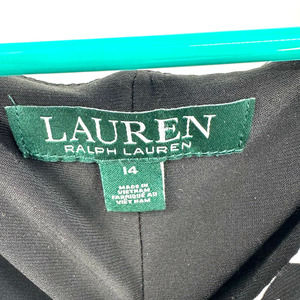 LAUREN
RALPH LAUREN
14
MADE IN
VIETNAM
FABRIQUÉ AU
VIET NAM